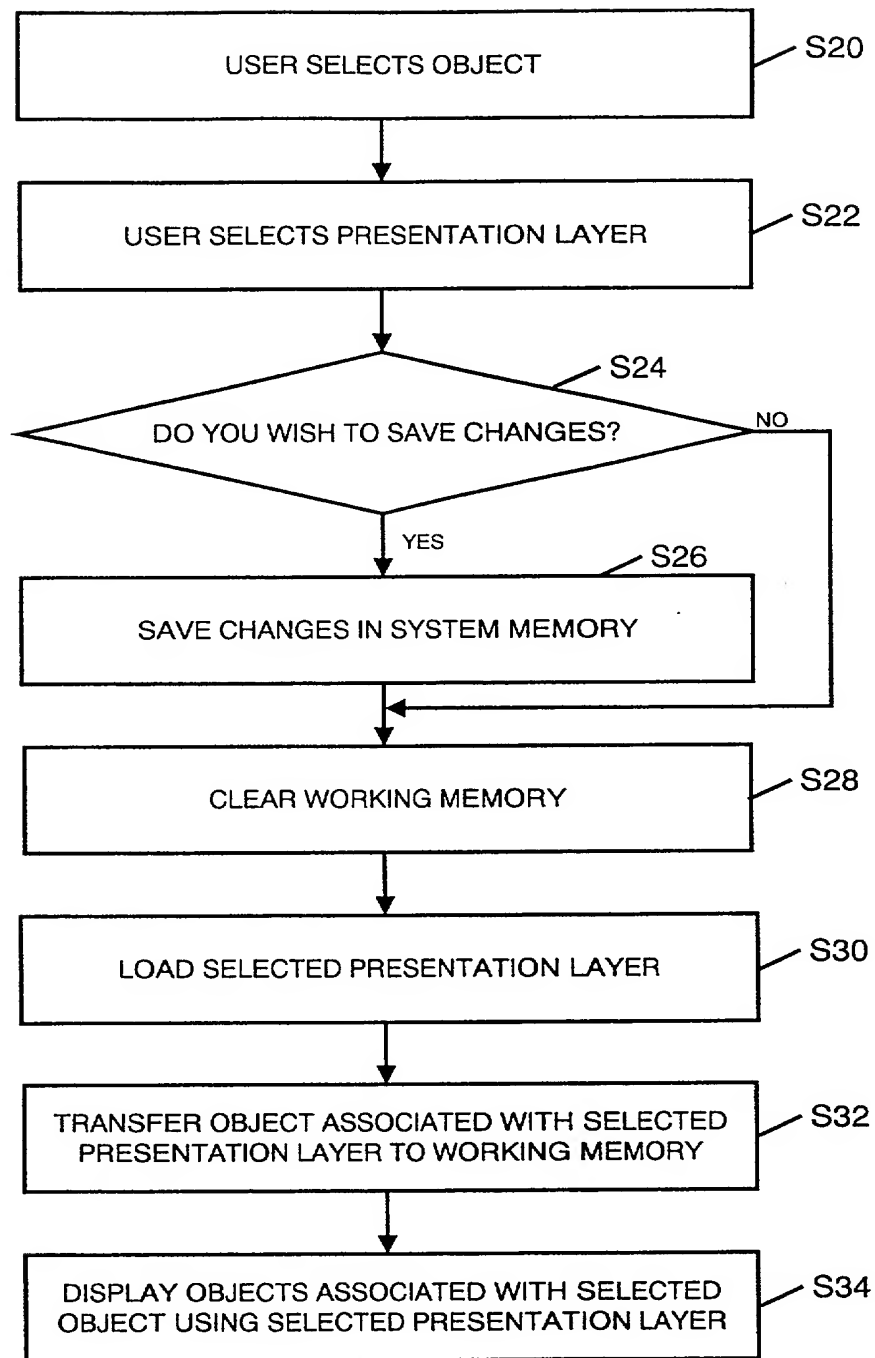 USER SELECTS OBJECT
S20
USER SELECTS PRESENTATION LAYER
S22
S24
DO YOU WISH TO SAVE CHANGES?
NO
YES
S26
SAVE CHANGES IN SYSTEM MEMORY
CLEAR WORKING MEMORY
S28
LOAD SELECTED PRESENTATION LAYER
S30
TRANSFER OBJECT ASSOCIATED WITH SELECTED
PRESENTATION LAYER TO WORKING MEMORY
S32
DISPLAY OBJECTS ASSOCIATED WITH SELECTED
OBJECT USING SELECTED PRESENTATION LAYER
S34